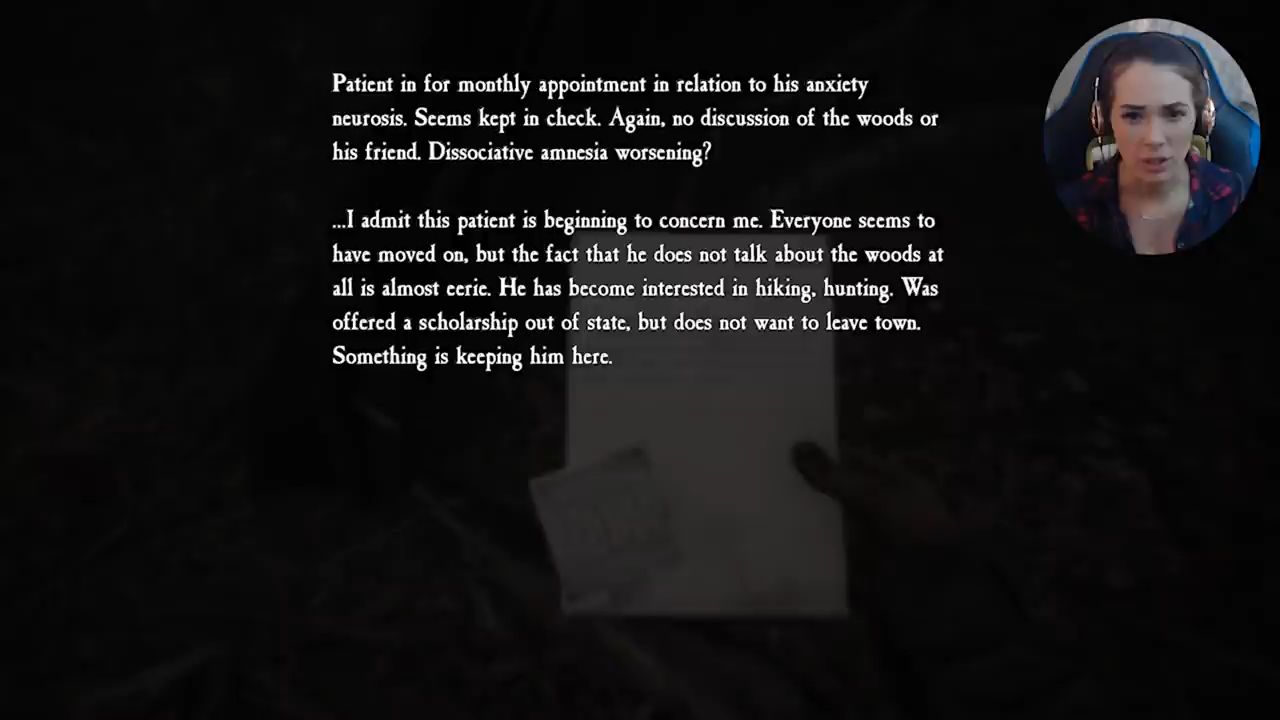 Patient in for monthly appointment in relation to his anxiety
neurosis. Seems kept in check. Again, no discussion of the woods or
his friend. Dissociative amnesia worsening?
...I admit this patient is beginning to concern me. Everyone seems to
have moved on, but the fact that he does not talk about the woods at
all is almost eerie. He has become interested in hiking, hunting. Was
offered a scholarship out of state, but does not want to leave town.
Something is keeping him here.